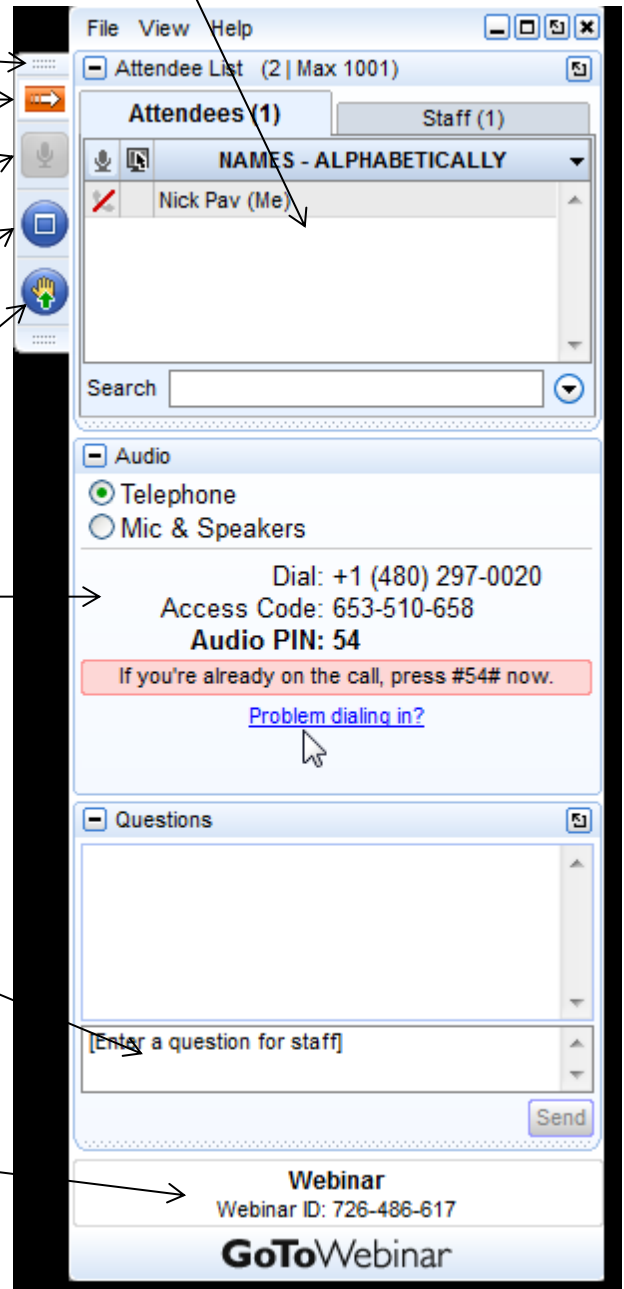 File View Help
Attendee List (2 | Max 1001)
Attendees (1) Staff (1)
NAMES - ALPHABETICALLY
Nick Pav (Me)
Search
Audio
Telephone
Mic & Speakers
Dial: +1 (480) 297-0020
Access Code: 653-510-658
Audio PIN: 54
If you're already on the call, press #54# now.
Problem dialing in?
Questions
[Enter a question for staff]
Send
Webinar
Webinar ID: 726-486-617
GoToWebinar